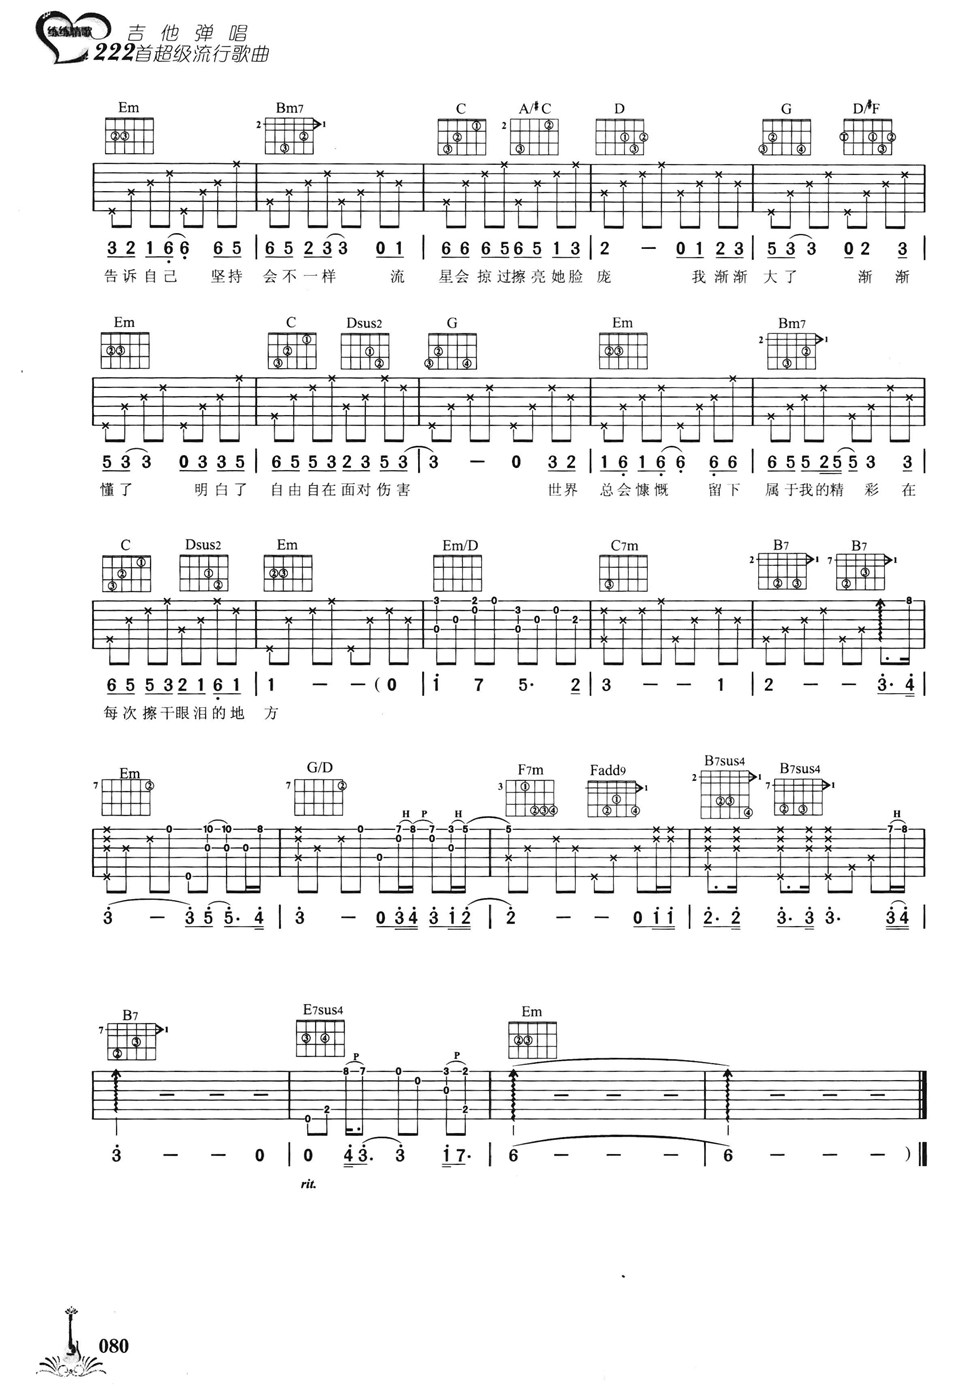 练练情歌
吉他弹唱
222首超级流行歌曲
Em Bm7 C A/#C D G D/#F
3 2 1 6 6 6 5 | 6 5 2 3 3 0 1 | 6 6 6 5 6 5 1 3 | 2 – 0 1 2 3 | 5 3 3 0 2 3 |
告诉自己 坚持 会不一样 流 星会掠过擦亮她脸庞 我渐渐大了 渐渐
Em C Dsus2 G Em Bm7
5 3 3 0 3 3 5 | 6 5 5 3 2 3 5 3 | 3 – 0 3 2 | 1 6 1 6 6 6 6 | 6 5 5 2 5 5 3 3 |
懂了 明白了 自由自在面对伤害 世界 总会慷慨 留下 属于我的精彩在
C Dsus2 Em Em/D C7m B7 B7
6 5 5 3 2 1 6 1 | 1 – – (0 | i 7 5· 2 | 3 – – 1 | 2 – – 3· 4 |
每次擦干眼泪的地方
Em G/D F7m Fadd9 B7sus4 B7sus4
H P H H
3 – 3 5 5· 4 | 3 – 0 3 4 3 1 2 | 2 – – 0 1 1 | 2· 2 3· 3 3· 3 4 |
B7 E7sus4 Em
P P
3 – – 0 | 0 4 3· 3 1 7· | 6 – – – | 6 – – – )
rit.
080